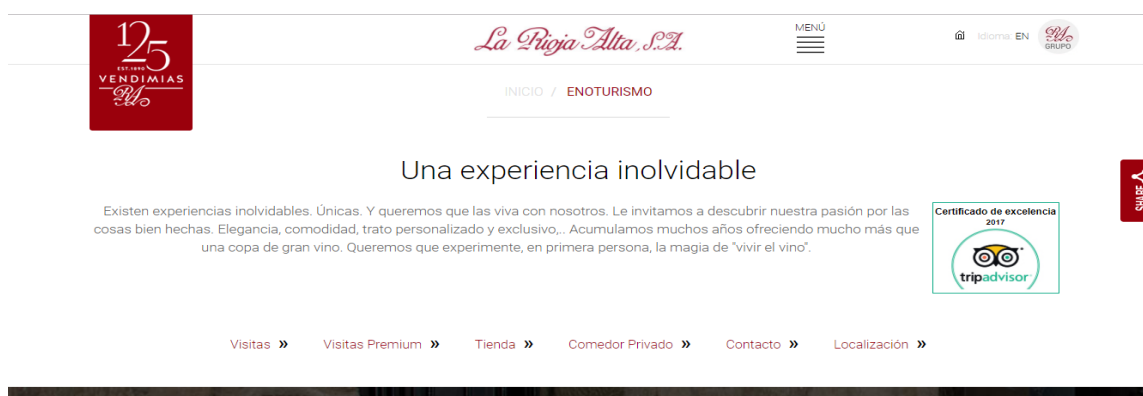 125
EST. 1890
VENDIMIAS
RA
La Rioja Alta, S.A.
MENÚ
Idioma: EN
RA
GRUPO
INICIO / ENOTURISMO
Una experiencia inolvidable
Existen experiencias inolvidables. Únicas. Y queremos que las viva con nosotros. Le invitamos a descubrir nuestra pasión por las
cosas bien hechas. Elegancia, comodidad, trato personalizado y exclusivo,.. Acumulamos muchos años ofreciendo mucho más que
una copa de gran vino. Queremos que experimente, en primera persona, la magia de "vivir el vino".
SHARE
Certificado de excelencia
2017
tripadvisor
Visitas »
Visitas Premium »
Tienda »
Comedor Privado »
Contacto »
Localización »